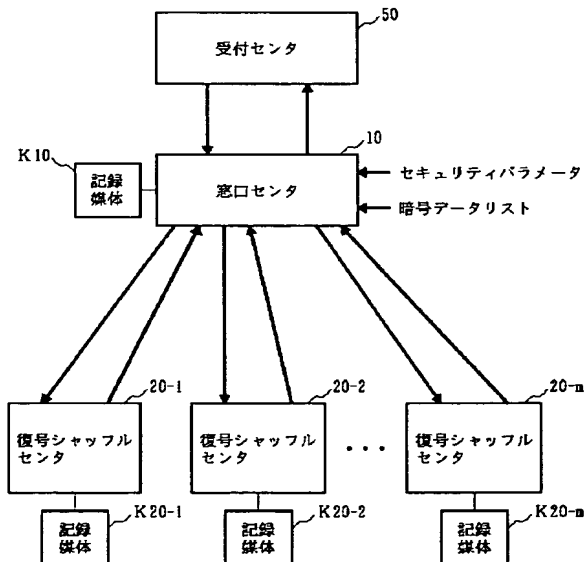 50
受付センタ
10
K10
記録
媒体
窓口センタ
セキュリティパラメータ
暗号データリスト
20-1
20-2
20-m
復号シャッフル
センタ
復号シャッフル
センタ
・・・
復号シャッフル
センタ
K20-1
K20-2
K20-m
記録
媒体
記録
媒体
記録
媒体